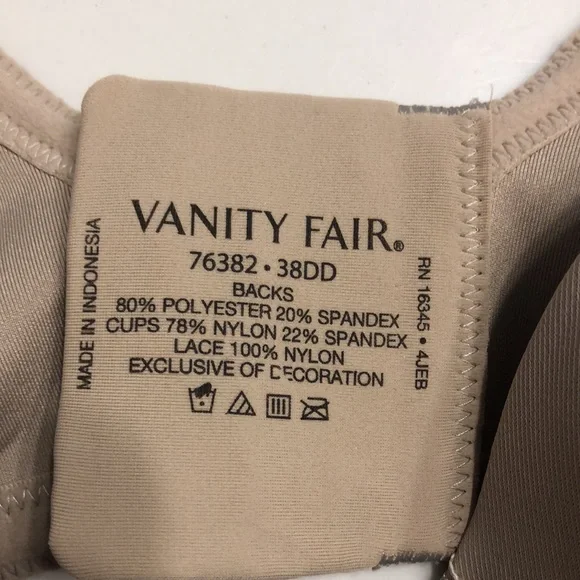 VANITY FAIR®
76382 • 38DD
BACKS
80% POLYESTER 20% SPANDEX
CUPS 78% NYLON 22% SPANDEX
LACE 100% NYLON
EXCLUSIVE OF DECORATION
MADE IN INDONESIA
RN 16345 • 4JEB